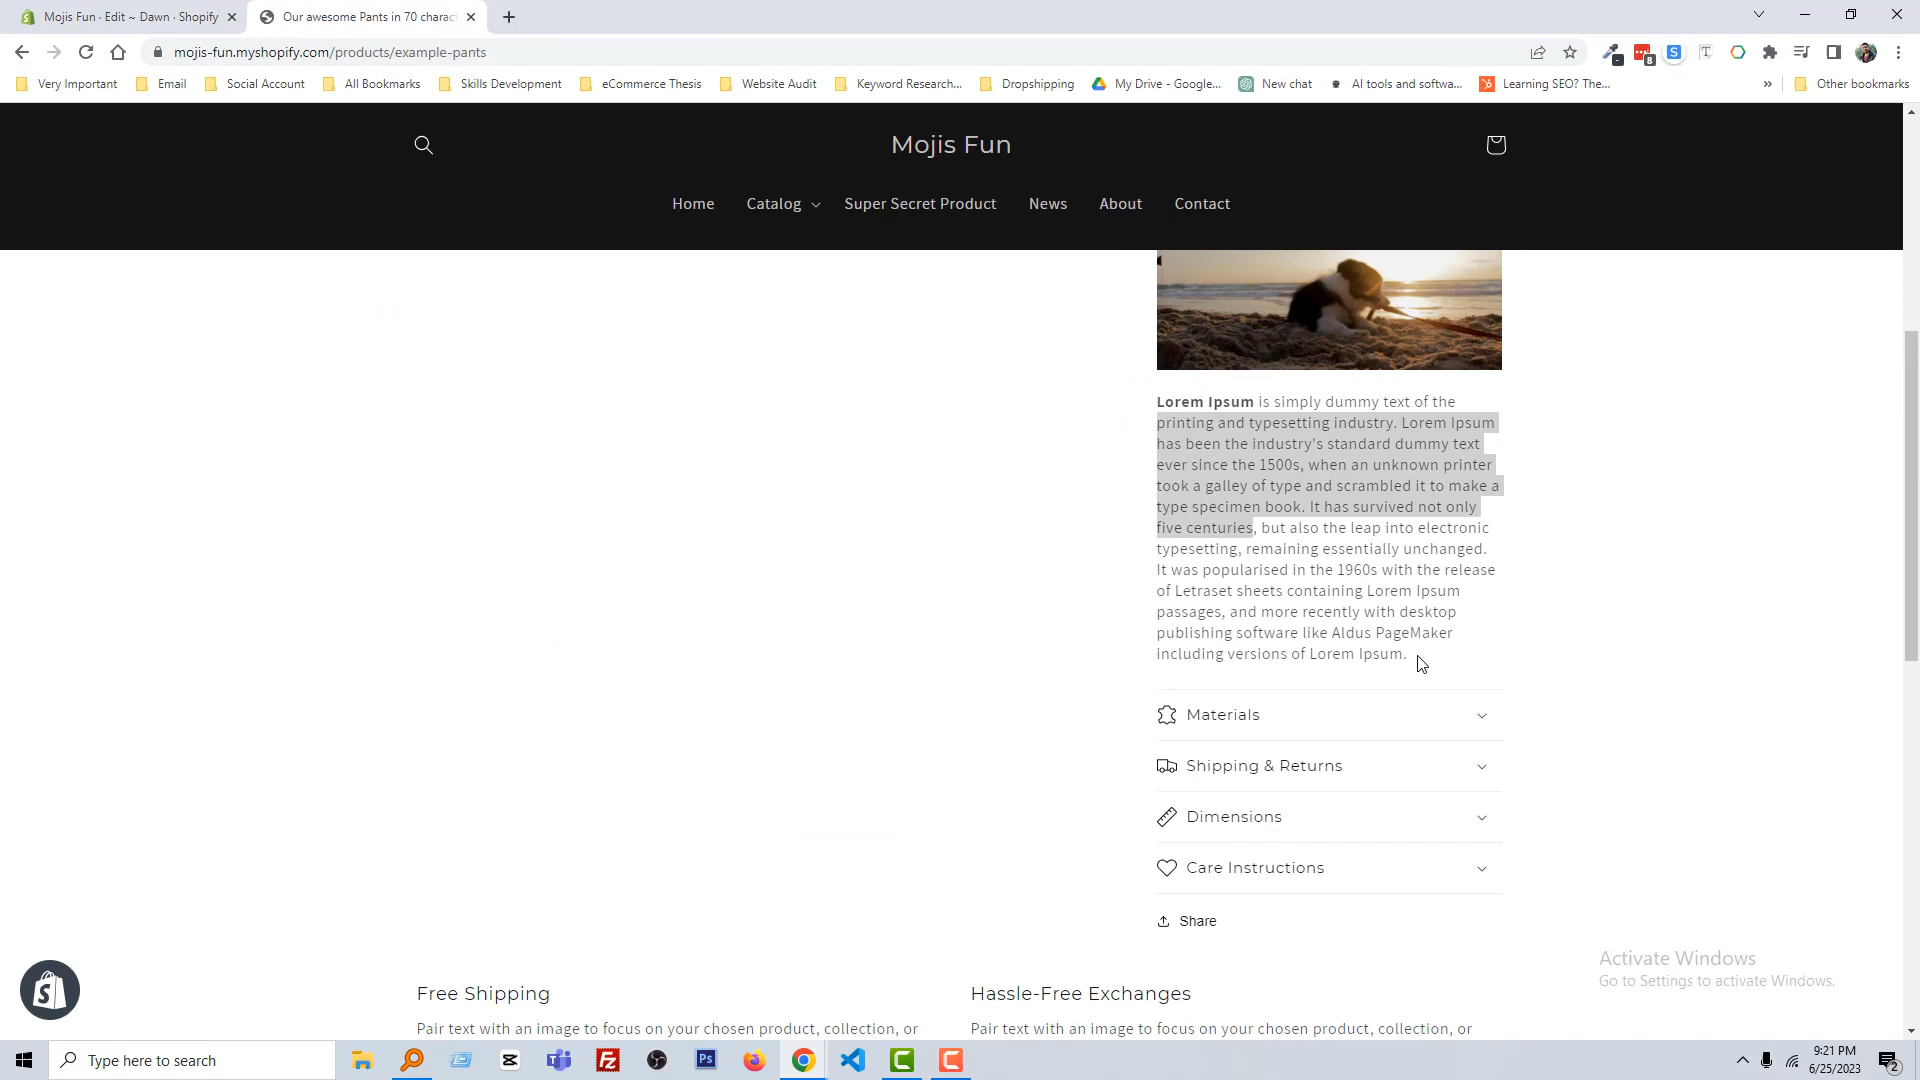 Mojis Fun · Edit ~ Dawn · Shopify
Our awesome Pants in 70 charact
mojis-fun.myshopify.com/products/example-pants
8
Very Important
Email
Social Account
All Bookmarks
Skills Development
eCommerce Thesis
Website Audit
Keyword Research...
Dropshipping
My Drive - Google...
New chat
AI tools and softwa...
Learning SEO? The...
»
Other bookmarks
Mojis Fun
Home
Catalog
Super Secret Product
News
About
Contact
Lorem Ipsum is simply dummy text of the
printing and typesetting industry. Lorem Ipsum
has been the industry's standard dummy text
ever since the 1500s, when an unknown printer
took a galley of type and scrambled it to make a
type specimen book. It has survived not only
five centuries, but also the leap into electronic
typesetting, remaining essentially unchanged.
It was popularised in the 1960s with the release
of Letraset sheets containing Lorem Ipsum
passages, and more recently with desktop
publishing software like Aldus PageMaker
including versions of Lorem Ipsum.
Materials
Shipping & Returns
Dimensions
Care Instructions
Share
Activate Windows
Go to Settings to activate Windows.
Free Shipping
Hassle-Free Exchanges
Pair text with an image to focus on your chosen product, collection, or
Pair text with an image to focus on your chosen product, collection, or
Type here to search
Ps
9:21 PM
6/25/2023
2